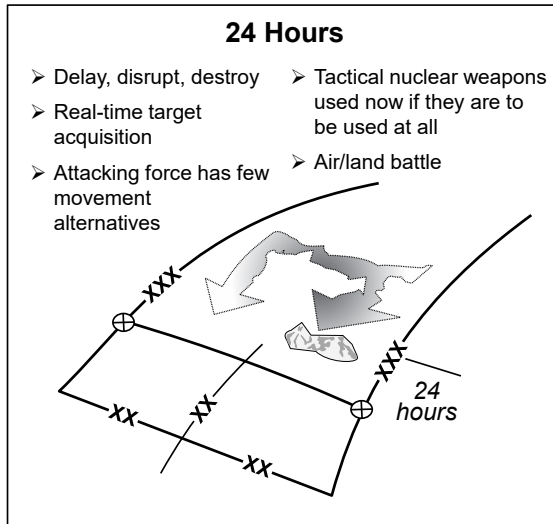 24 Hours
➢ Delay, disrupt, destroy
➢ Real-time target
acquisition
➢ Attacking force has few
movement
alternatives
➢ Tactical nuclear weapons
used now if they are to
be used at all
➢ Air/land battle
XXX
XXX
24
hours
XX
XX
XX